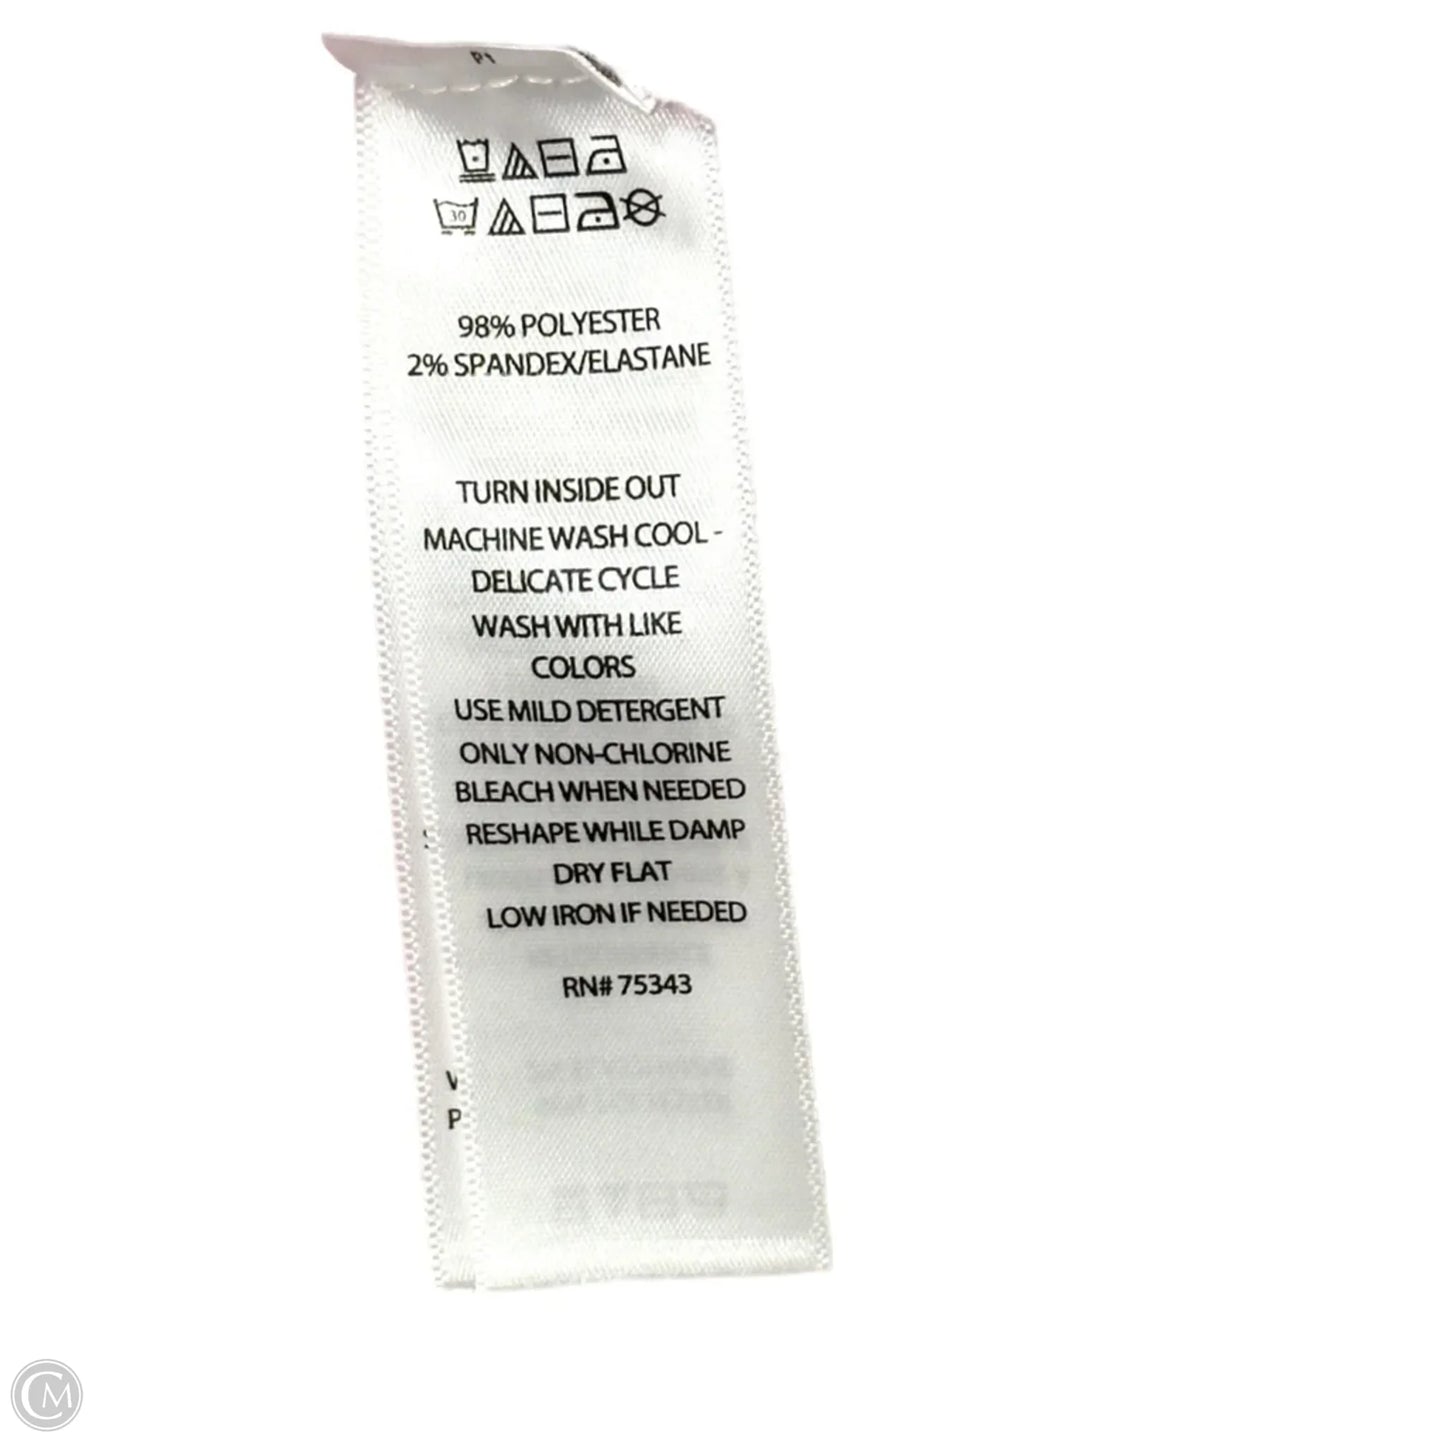 P1
30
98% POLYESTER
2% SPANDEX/ELASTANE
TURN INSIDE OUT
MACHINE WASH COOL -
DELICATE CYCLE
WASH WITH LIKE
COLORS
USE MILD DETERGENT
ONLY NON-CHLORINE
BLEACH WHEN NEEDED
RESHAPE WHILE DAMP
DRY FLAT
LOW IRON IF NEEDED
RN# 75343
P
CM